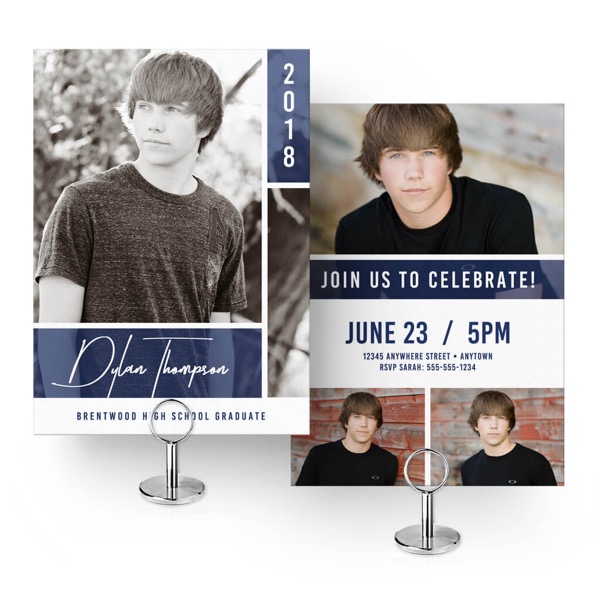 2018
Dylan Thompson
BRENTWOOD HIGH SCHOOL GRADUATE
JOIN US TO CELEBRATE!
JUNE 23 / 5PM
12345 ANYWHERE STREET • ANYTOWN
RSVP SARAH: 555-555-1234